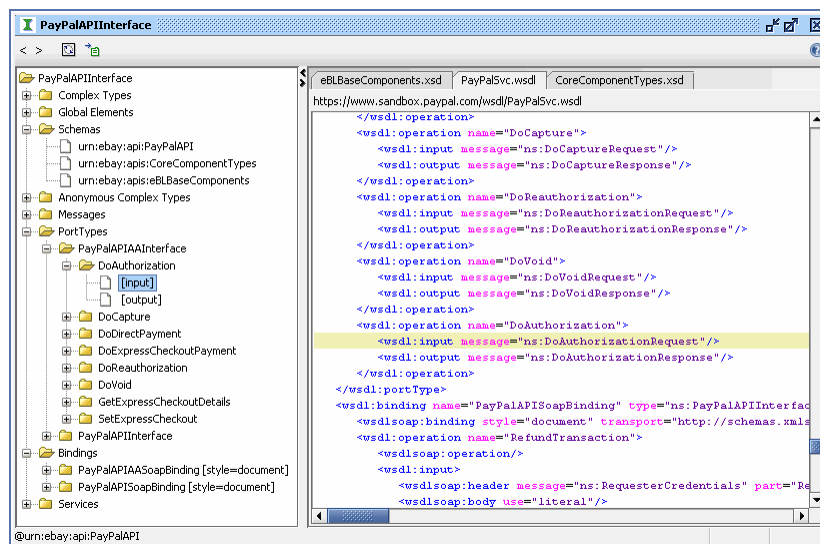 PayPalAPIInterface
< >
PayPalAPIInterface
Complex Types
Global Elements
Schemas
urn:ebay:api:PayPalAPI
urn:ebay:apis:CoreComponentTypes
urn:ebay:apis:eBLBaseComponents
Anonymous Complex Types
Messages
PortTypes
PayPalAPIAAInterface
DoAuthorization
[input]
[output]
DoCapture
DoDirectPayment
DoExpressCheckoutPayment
DoReauthorization
DoVoid
GetExpressCheckoutDetails
SetExpressCheckout
PayPalAPIInterface
Bindings
PayPalAPIAASoapBinding [style=document]
PayPalAPISoapBinding [style=document]
Services
eBLBaseComponents.xsd PayPalSvc.wsdl CoreComponentTypes.xsd
https://www.sandbox.paypal.com/wsdl/PayPalSvc.wsdl
</wsdl:operation>
<wsdl:operation name="DoCapture">
<wsdl:input message="ns:DoCaptureRequest"/>
<wsdl:output message="ns:DoCaptureResponse"/>
</wsdl:operation>
<wsdl:operation name="DoReauthorization">
<wsdl:input message="ns:DoReauthorizationRequest"/>
<wsdl:output message="ns:DoReauthorizationResponse"/>
</wsdl:operation>
<wsdl:operation name="DoVoid">
<wsdl:input message="ns:DoVoidRequest"/>
<wsdl:output message="ns:DoVoidResponse"/>
</wsdl:operation>
<wsdl:operation name="DoAuthorization">
<wsdl:input message="ns:DoAuthorizationRequest"/>
<wsdl:output message="ns:DoAuthorizationResponse"/>
</wsdl:operation>
</wsdl:portType>
<wsdl:binding name="PayPalAPISoapBinding" type="ns:PayPalAPIInterfac
<wsdlsoap:binding style="document" transport="http://schemas.xmls
<wsdl:operation name="RefundTransaction">
<wsdlsoap:operation/>
<wsdl:input>
<wsdlsoap:header message="ns:RequesterCredentials" part="Re
<wsdlsoap:body use="literal"/>
@urn:ebay:api:PayPalAPI